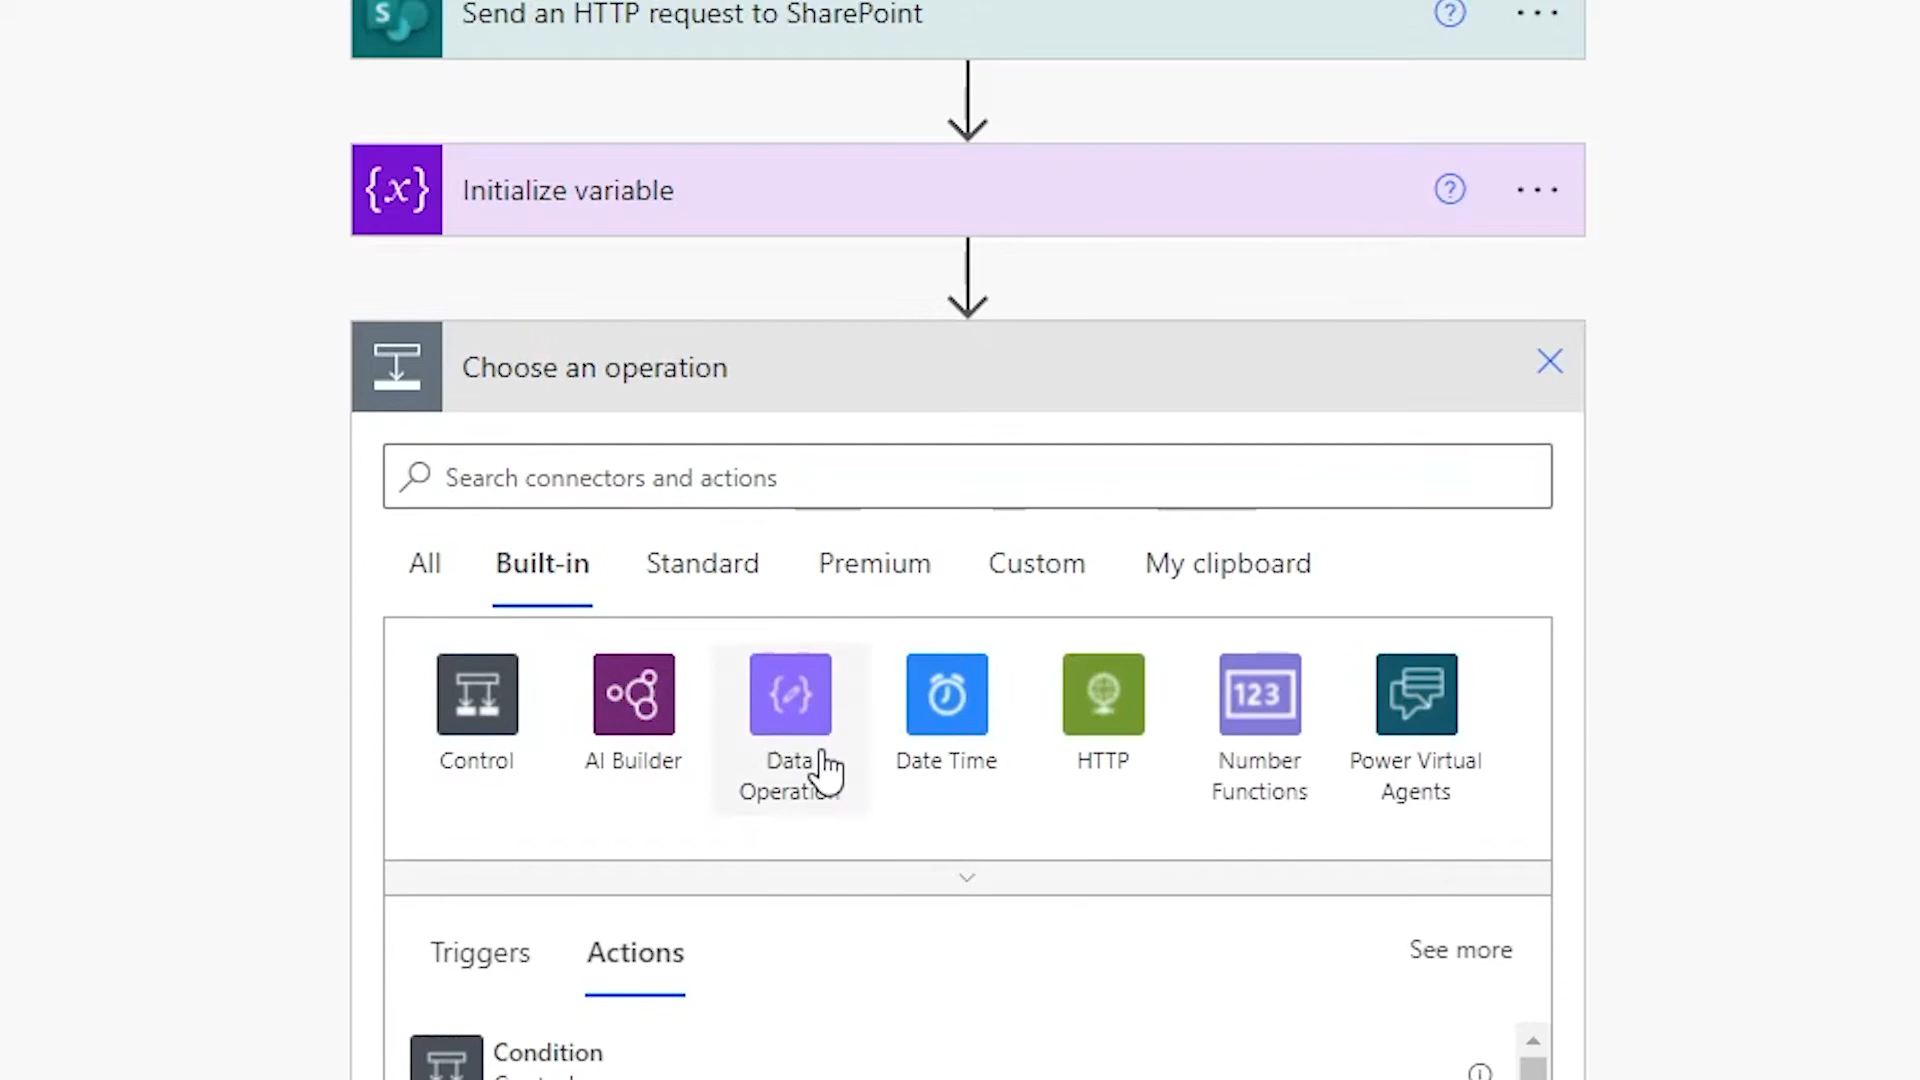 S
Send an HTTP request to SharePoint
{x}
Initialize variable
Choose an operation
Search connectors and actions
All Built-in Standard Premium Custom My clipboard
Control
AI Builder
Data
Operation
Date Time
HTTP
123
Number
Functions
Power Virtual
Agents
Triggers Actions See more
Condition